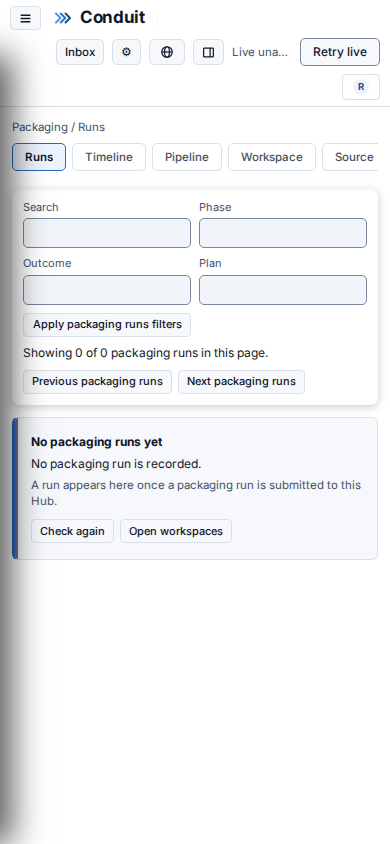 Conduit
Inbox
Live una...
Retry live
R
Packaging / Runs
Runs
Timeline
Pipeline
Workspace
Source
Search
Phase
Outcome
Plan
Apply packaging runs filters
Showing 0 of 0 packaging runs in this page.
Previous packaging runs
Next packaging runs
No packaging runs yet
No packaging run is recorded.
A run appears here once a packaging run is submitted to this
Hub.
Check again
Open workspaces